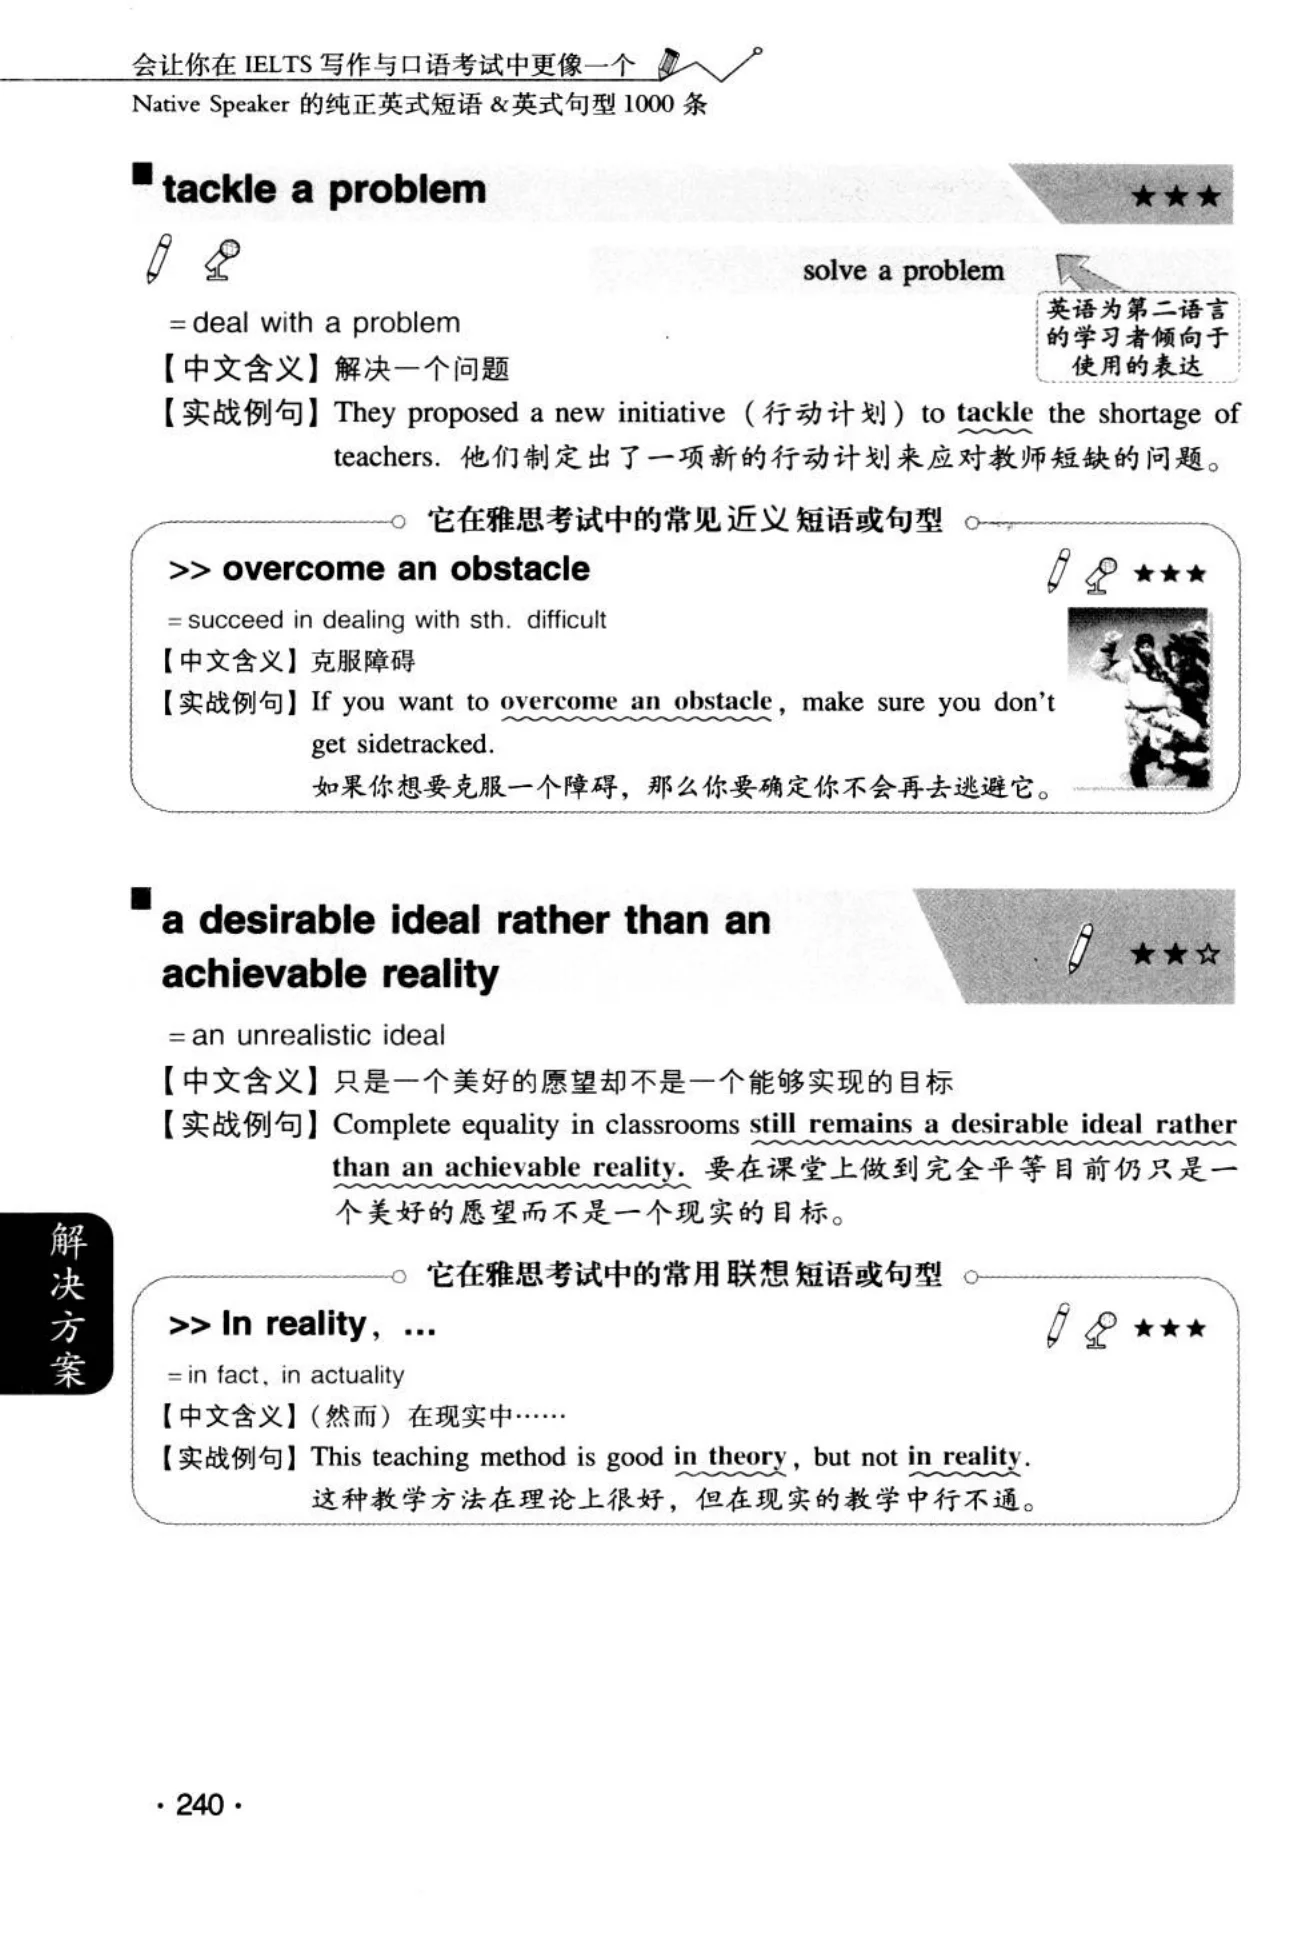 会让你在 IELTS 写作与口语考试中更像一个
Native Speaker 的纯正英式短语 & 英式句型 1000 条
■ tackle a problem ★★★
solve a problem
英语为第二语言
的学习者倾向于
使用的表达
= deal with a problem
【中文含义】解决一个问题
【实战例句】They proposed a new initiative（行动计划）to tackle the shortage of
teachers. 他们制定出了一项新的行动计划来应对教师短缺的问题。
它在雅思考试中的常见近义短语或句型
>> overcome an obstacle ★★★
= succeed in dealing with sth. difficult
【中文含义】克服障碍
【实战例句】If you want to overcome an obstacle, make sure you don't
get sidetracked.
如果你想要克服一个障碍，那么你要确定你不会再去逃避它。
■ a desirable ideal rather than an
achievable reality ★★☆
= an unrealistic ideal
【中文含义】只是一个美好的愿望却不是一个能够实现的目标
【实战例句】Complete equality in classrooms still remains a desirable ideal rather
than an achievable reality. 要在课堂上做到完全平等目前仍只是一
个美好的愿望而不是一个现实的目标。
解决方案
它在雅思考试中的常用联想短语或句型
>> In reality, ... ★★★
= in fact, in actuality
【中文含义】（然而）在现实中……
【实战例句】This teaching method is good in theory, but not in reality.
这种教学方法在理论上很好，但在现实的教学中行不通。
· 240 ·